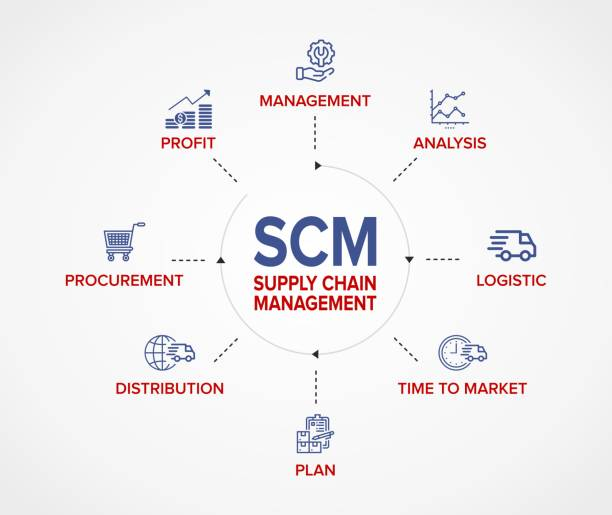 MANAGEMENT
PROFIT
ANALYSIS
SCM
SUPPLY CHAIN
MANAGEMENT
PROCUREMENT
LOGISTIC
DISTRIBUTION
TIME TO MARKET
PLAN